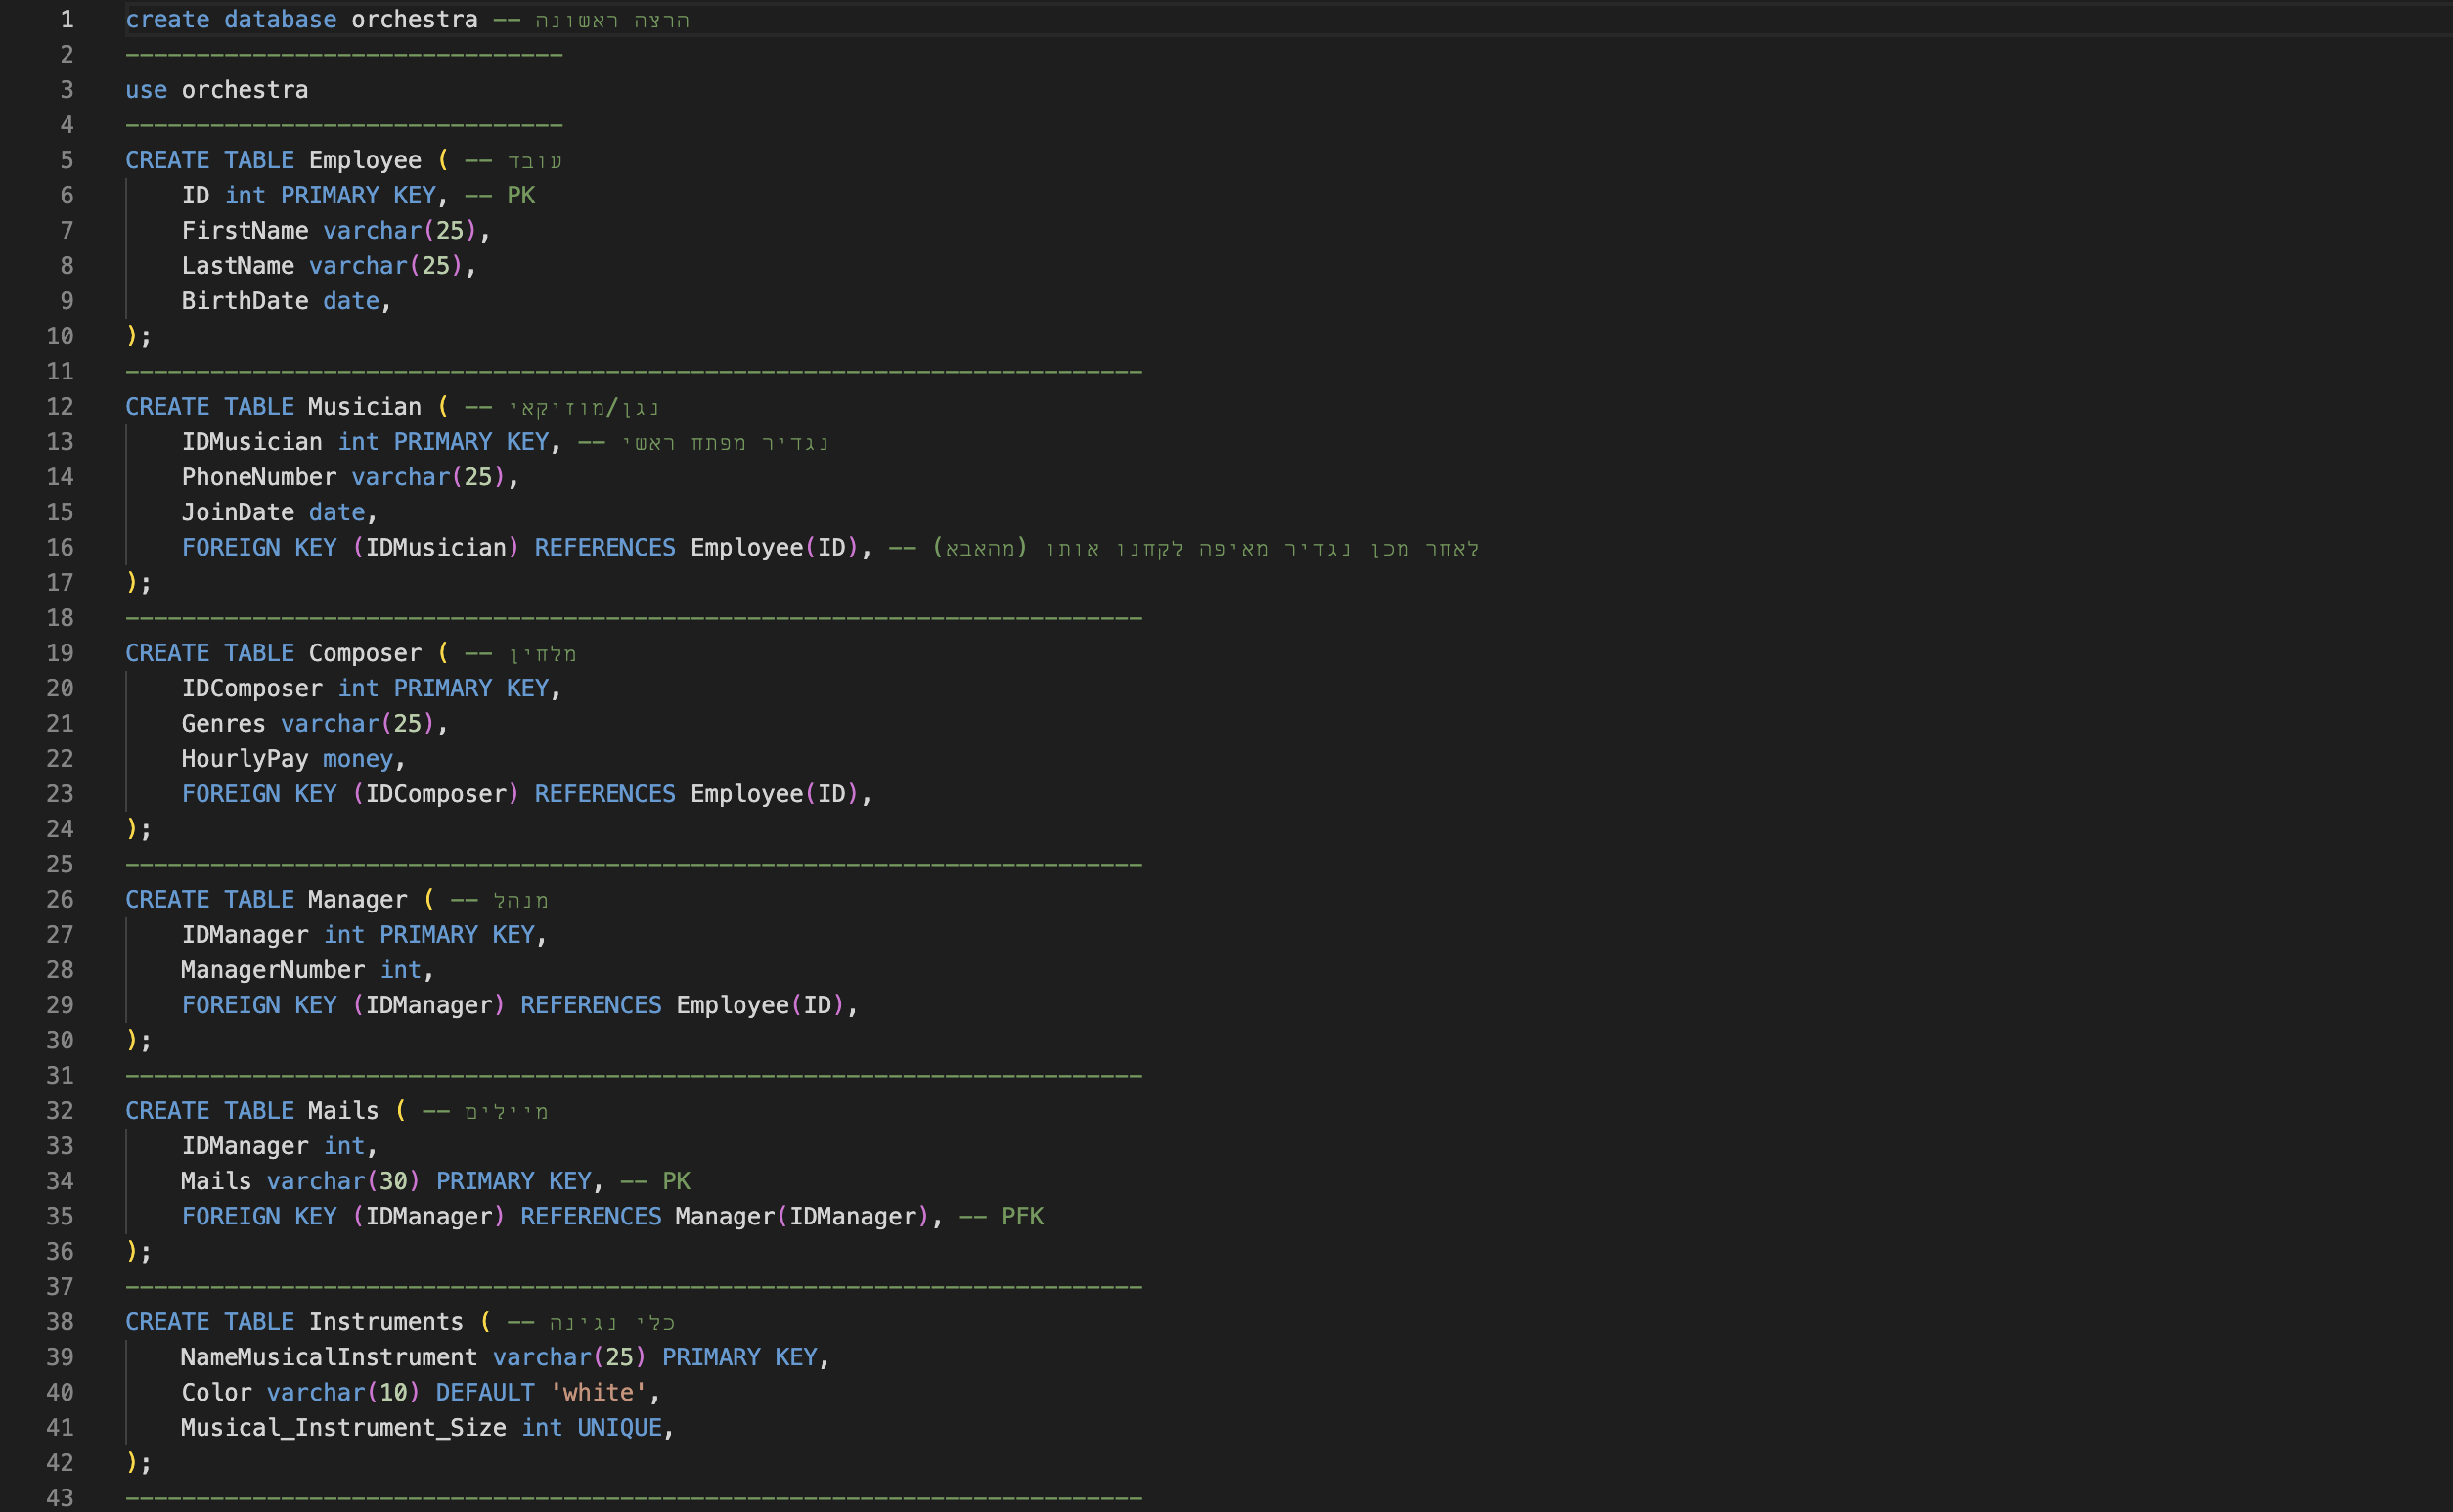 1 create database orchestra -- הרצה ראשונה
2 -------------------------------
3 use orchestra
4 -------------------------------
5 CREATE TABLE Employee ( -- עובד
6 ID int PRIMARY KEY, -- PK
7 FirstName varchar(25),
8 LastName varchar(25),
9 BirthDate date,
10 );
11 ------------------------------------------------------------------------
12 CREATE TABLE Musician ( -- נגן/מוזיקאי
13 IDMusician int PRIMARY KEY, -- נגדיר מפתח ראשי
14 PhoneNumber varchar(25),
15 JoinDate date,
16 FOREIGN KEY (IDMusician) REFERENCES Employee(ID), -- לאחר מכן נגדיר מאיפה לקחנו אותו (מהאבא)
17 );
18 ------------------------------------------------------------------------
19 CREATE TABLE Composer ( -- מלחין
20 IDComposer int PRIMARY KEY,
21 Genres varchar(25),
22 HourlyPay money,
23 FOREIGN KEY (IDComposer) REFERENCES Employee(ID),
24 );
25 ------------------------------------------------------------------------
26 CREATE TABLE Manager ( -- מנהל
27 IDManager int PRIMARY KEY,
28 ManagerNumber int,
29 FOREIGN KEY (IDManager) REFERENCES Employee(ID),
30 );
31 ------------------------------------------------------------------------
32 CREATE TABLE Mails ( -- מיילים
33 IDManager int,
34 Mails varchar(30) PRIMARY KEY, -- PK
35 FOREIGN KEY (IDManager) REFERENCES Manager(IDManager), -- PFK
36 );
37 ------------------------------------------------------------------------
38 CREATE TABLE Instruments ( -- כלי נגינה
39 NameMusicalInstrument varchar(25) PRIMARY KEY,
40 Color varchar(10) DEFAULT 'white',
41 Musical_Instrument_Size int UNIQUE,
42 );
43 ------------------------------------------------------------------------